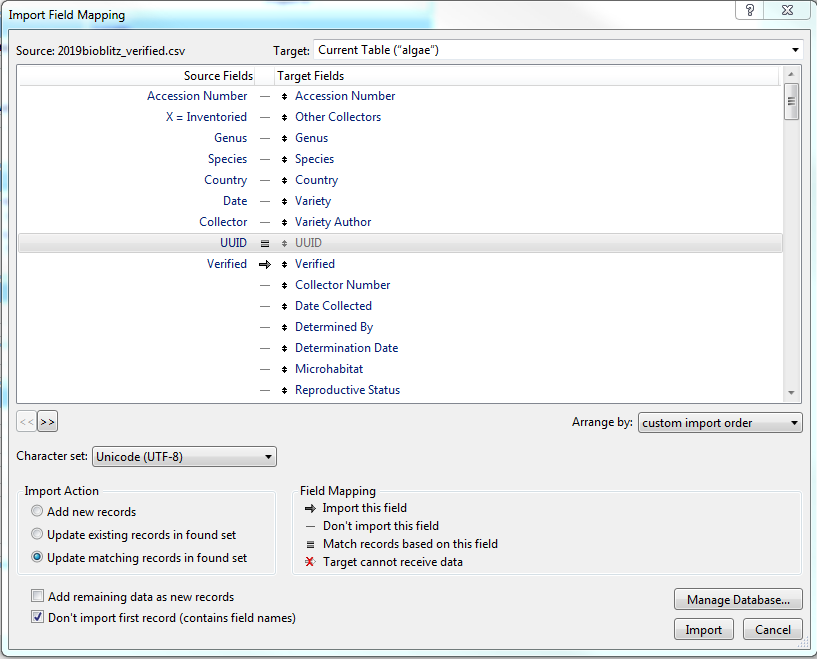 Import Field Mapping
Source: 2019bioblitz_verified.csv Target: Current Table ("algae")
Source Fields Target Fields
Accession Number — Accession Number
X = Inventoried — Other Collectors
Genus — Genus
Species — Species
Country — Country
Date — Variety
Collector — Variety Author
UUID UUID
Verified Verified
— Collector Number
— Date Collected
— Determined By
— Determination Date
— Microhabitat
— Reproductive Status
<< >> Arrange by: custom import order
Character set: Unicode (UTF-8)
Import Action Field Mapping
Add new records Import this field
Update existing records in found set — Don't import this field
Update matching records in found set Match records based on this field
Target cannot receive data
Add remaining data as new records Manage Database...
Don't import first record (contains field names)
Import Cancel